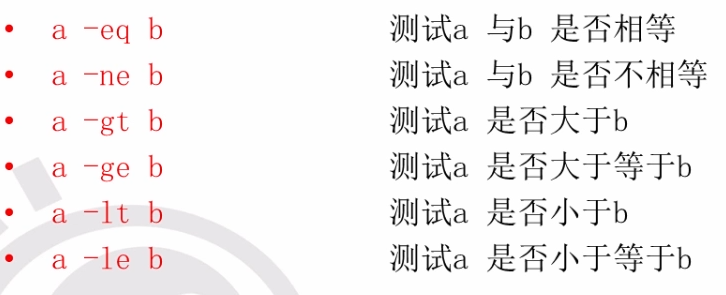 • a -eq b 测试a 与b 是否相等
• a -ne b 测试a 与b 是否不相等
• a -gt b 测试a 是否大于b
• a -ge b 测试a 是否大于等于b
• a -lt b 测试a 是否小于b
• a -le b 测试a 是否小于等于b